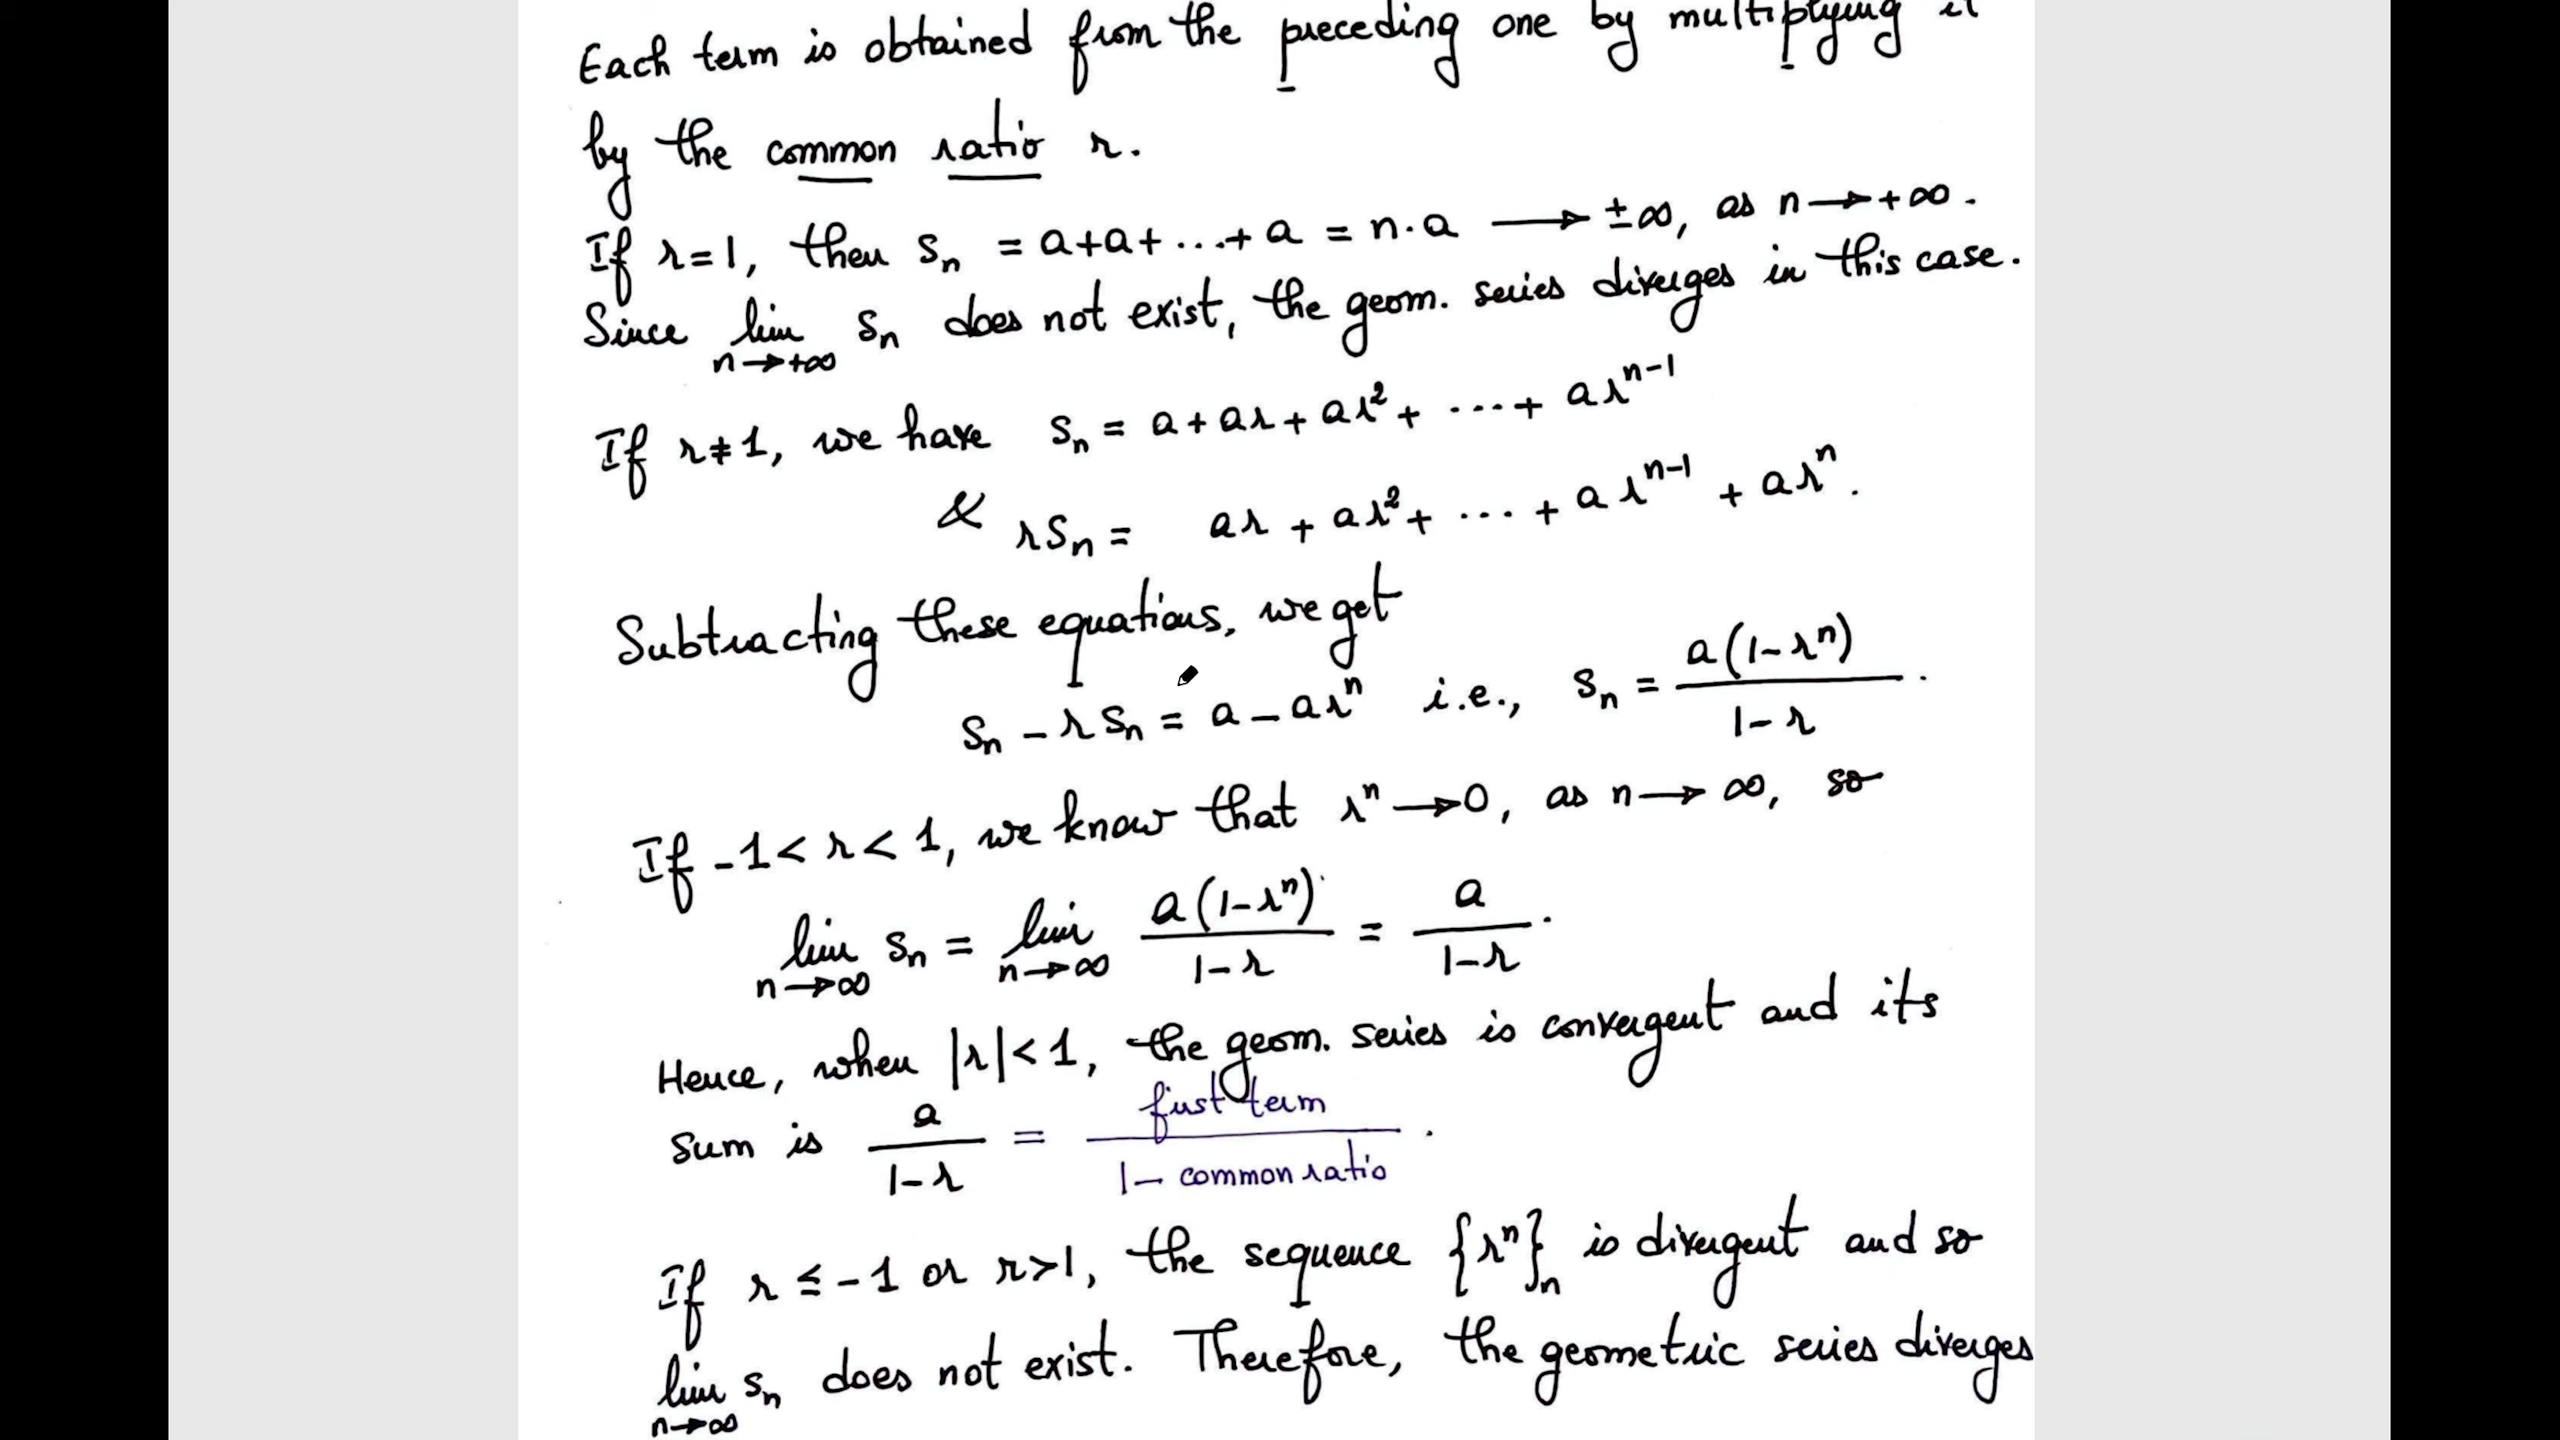 Each term is obtained from the preceding one by multiplying it
by the common ratio r.
If r=1, then Sn = a+a+...+a = n·a ⟶ ±∞, as n→+∞.
Since lim Sn does not exist, the geom. series diverges in this case.
n→+∞
If r≠1, we have Sn = a+ar+ar²+ ...+ arⁿ⁻¹
& rSn = ar + ar²+ ... + arⁿ⁻¹ + arⁿ.
Subtracting these equations, we get
Sn - rSn = a - arⁿ i.e., Sn = a(1-rⁿ) / 1-r .
If -1< r < 1, we know that rⁿ→0, as n→∞, so
lim n→∞ Sn = lim n→∞ a(1-rⁿ) / 1-r = a / 1-r .
Hence, when |r|<1, the geom. series is convergent and its
sum is a / 1-r = first term / 1- common ratio .
If r ≤ -1 or r>1, the sequence {rⁿ}n is divergent and so
lim Sn does not exist. Therefore, the geometric series diverges
n→∞